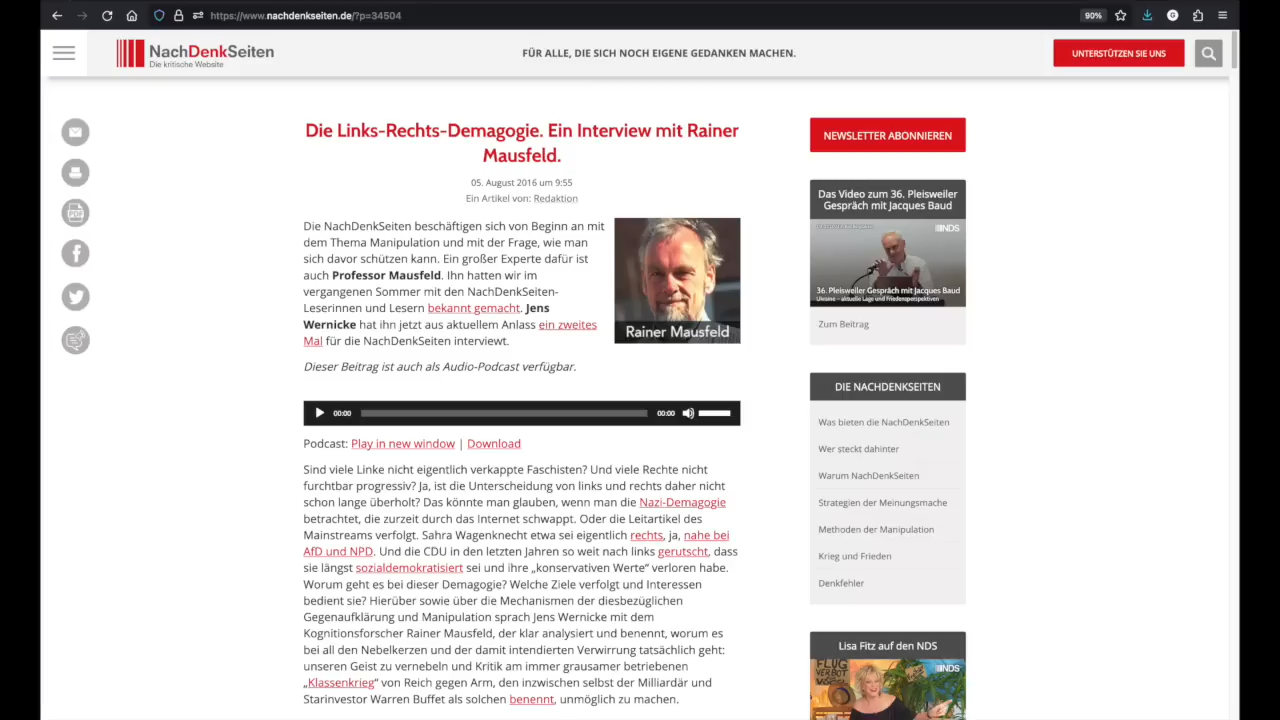 https://www.nachdenkseiten.de/?p=34504
90%
NachDenkSeiten
Die kritische Website
FÜR ALLE, DIE SICH NOCH EIGENE GEDANKEN MACHEN.
UNTERSTÜTZEN SIE UNS
Die Links-Rechts-Demagogie. Ein Interview mit Rainer
Mausfeld.
05. August 2016 um 9:55
Ein Artikel von: Redaktion
Die NachDenkSeiten beschäftigen sich von Beginn an mit
dem Thema Manipulation und mit der Frage, wie man
sich davor schützen kann. Ein großer Experte dafür ist
auch Professor Mausfeld. Ihn hatten wir im
vergangenen Sommer mit den NachDenkSeiten-
Leserinnen und Lesern bekannt gemacht. Jens
Wernicke hat ihn jetzt aus aktuellem Anlass ein zweites
Mal für die NachDenkSeiten interviewt.
Rainer Mausfeld
Dieser Beitrag ist auch als Audio-Podcast verfügbar.
00:00
00:00
Podcast: Play in new window | Download
Sind viele Linke nicht eigentlich verkappte Faschisten? Und viele Rechte nicht
furchtbar progressiv? Ja, ist die Unterscheidung von links und rechts daher nicht
schon lange überholt? Das könnte man glauben, wenn man die Nazi-Demagogie
betrachtet, die zurzeit durch das Internet schwappt. Oder die Leitartikel des
Mainstreams verfolgt. Sahra Wagenknecht etwa sei eigentlich rechts, ja, nahe bei
AfD und NPD. Und die CDU in den letzten Jahren so weit nach links gerutscht, dass
sie längst sozialdemokratisiert sei und ihre „konservativen Werte“ verloren habe.
Worum geht es bei dieser Demagogie? Welche Ziele verfolgt und Interessen
bedient sie? Hierüber sowie über die Mechanismen der diesbezüglichen
Gegenaufklärung und Manipulation sprach Jens Wernicke mit dem
Kognitionsforscher Rainer Mausfeld, der klar analysiert und benennt, worum es
bei all den Nebelkerzen und der damit intendierten Verwirrung tatsächlich geht:
unseren Geist zu vernebeln und Kritik am immer grausamer betriebenen
„Klassenkrieg“ von Reich gegen Arm, den inzwischen selbst der Milliardär und
Starinvestor Warren Buffet als solchen benennt, unmöglich zu machen.
PDF
NEWSLETTER ABONNIEREN
Das Video zum 36. Pleisweiler
Gespräch mit Jacques Baud
NDS
36. Pleisweiler Gespräch mit Jacques Baud
Ukraine – aktuelle Lage und Friedensperspektiven
Zum Beitrag
DIE NACHDENKSEITEN
Was bieten die NachDenkSeiten
Wer steckt dahinter
Warum NachDenkSeiten
Strategien der Meinungsmache
Methoden der Manipulation
Krieg und Frieden
Denkfehler
Lisa Fitz auf den NDS
NDS